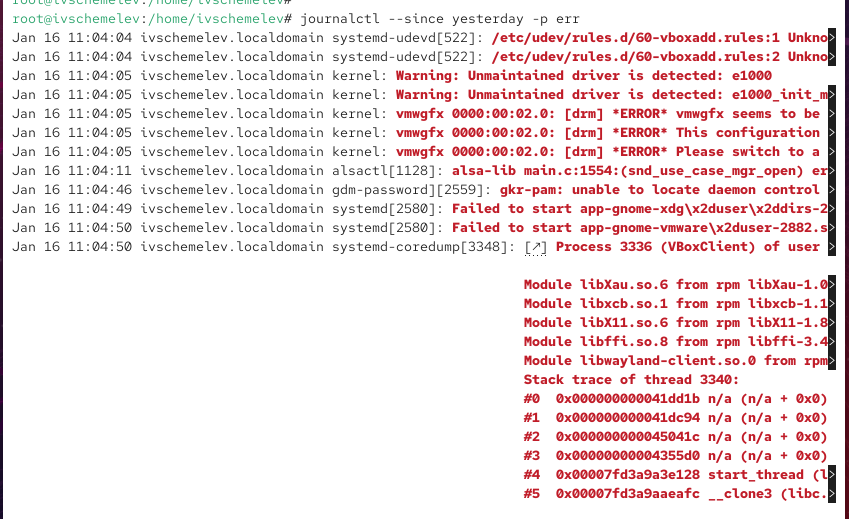 root@ivschemelev:/home/ivschemelev#
root@ivschemelev:/home/ivschemelev# journalctl --since yesterday -p err
Jan 16 11:04:04 ivschemelev.localdomain systemd-udevd[522]: /etc/udev/rules.d/60-vboxadd.rules:1 Unkno>
Jan 16 11:04:04 ivschemelev.localdomain systemd-udevd[522]: /etc/udev/rules.d/60-vboxadd.rules:2 Unkno>
Jan 16 11:04:05 ivschemelev.localdomain kernel: Warning: Unmaintained driver is detected: e1000
Jan 16 11:04:05 ivschemelev.localdomain kernel: Warning: Unmaintained driver is detected: e1000_init_m>
Jan 16 11:04:05 ivschemelev.localdomain kernel: vmwgfx 0000:00:02.0: [drm] *ERROR* vmwgfx seems to be >
Jan 16 11:04:05 ivschemelev.localdomain kernel: vmwgfx 0000:00:02.0: [drm] *ERROR* This configuration >
Jan 16 11:04:05 ivschemelev.localdomain kernel: vmwgfx 0000:00:02.0: [drm] *ERROR* Please switch to a >
Jan 16 11:04:11 ivschemelev.localdomain alsactl[1128]: alsa-lib main.c:1554:(snd_use_case_mgr_open) er>
Jan 16 11:04:46 ivschemelev.localdomain gdm-password][2559]: gkr-pam: unable to locate daemon control >
Jan 16 11:04:49 ivschemelev.localdomain systemd[2580]: Failed to start app-gnome-xdg\x2duser\x2ddirs-2>
Jan 16 11:04:50 ivschemelev.localdomain systemd[2580]: Failed to start app-gnome-vmware\x2duser-2882.s>
Jan 16 11:04:50 ivschemelev.localdomain systemd-coredump[3348]: [↗] Process 3336 (VBoxClient) of user >
Module libXau.so.6 from rpm libXau-1.0>
Module libxcb.so.1 from rpm libxcb-1.1>
Module libX11.so.6 from rpm libX11-1.8>
Module libffi.so.8 from rpm libffi-3.4>
Module libwayland-client.so.0 from rpm>
Stack trace of thread 3340:
#0  0x000000000041dd1b n/a (n/a + 0x0)
#1  0x000000000041dc94 n/a (n/a + 0x0)
#2  0x000000000045041c n/a (n/a + 0x0)
#3  0x00000000004355d0 n/a (n/a + 0x0)
#4  0x00007fd3a9a3e128 start_thread (l>
#5  0x00007fd3a9aaeafc __clone3 (libc.>